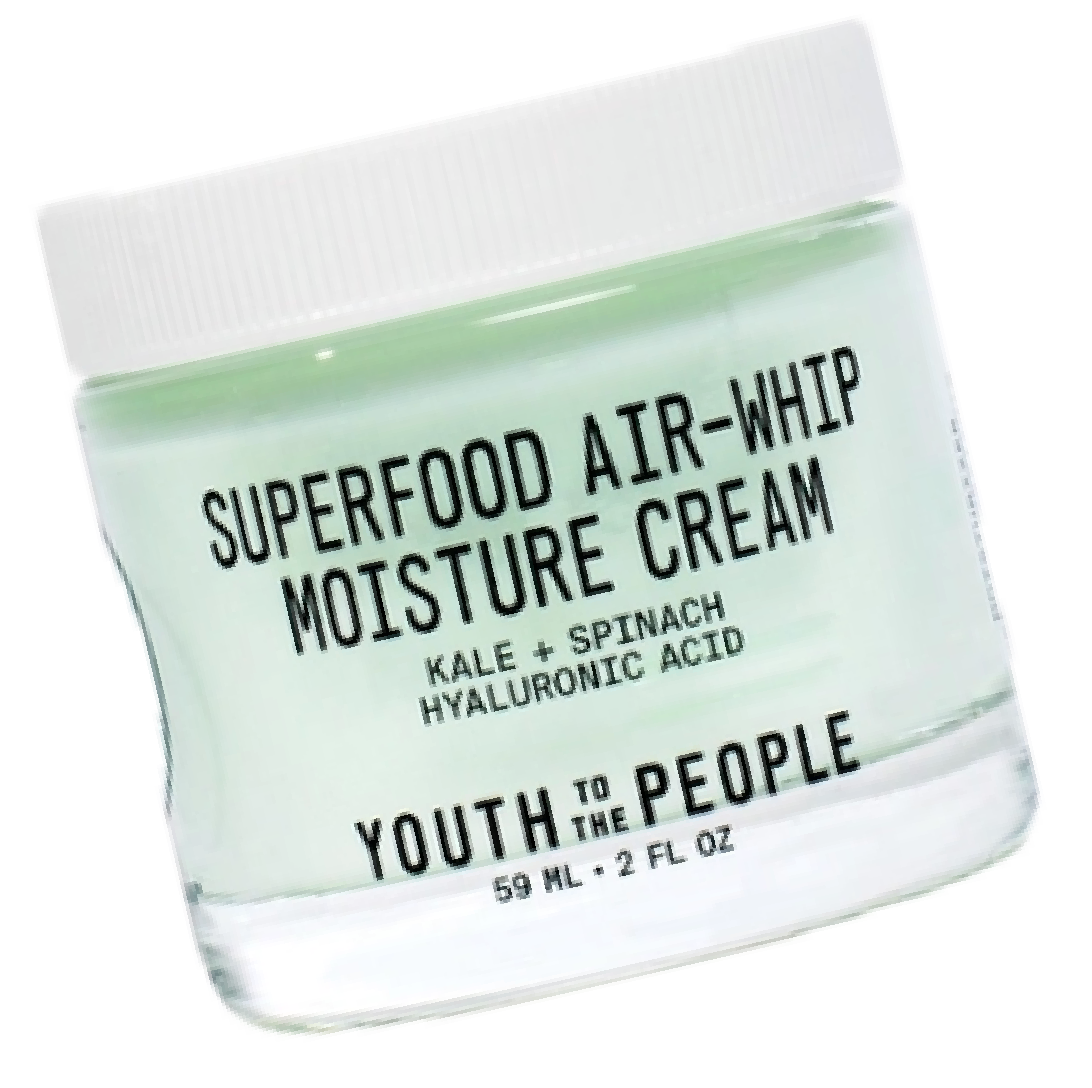 SUPERFOOD AIR-WHIP
MOISTURE CREAM
KALE + SPINACH
HYALURONIC ACID
YOUTH TO THE PEOPLE
59 ML • 2 FL OZ